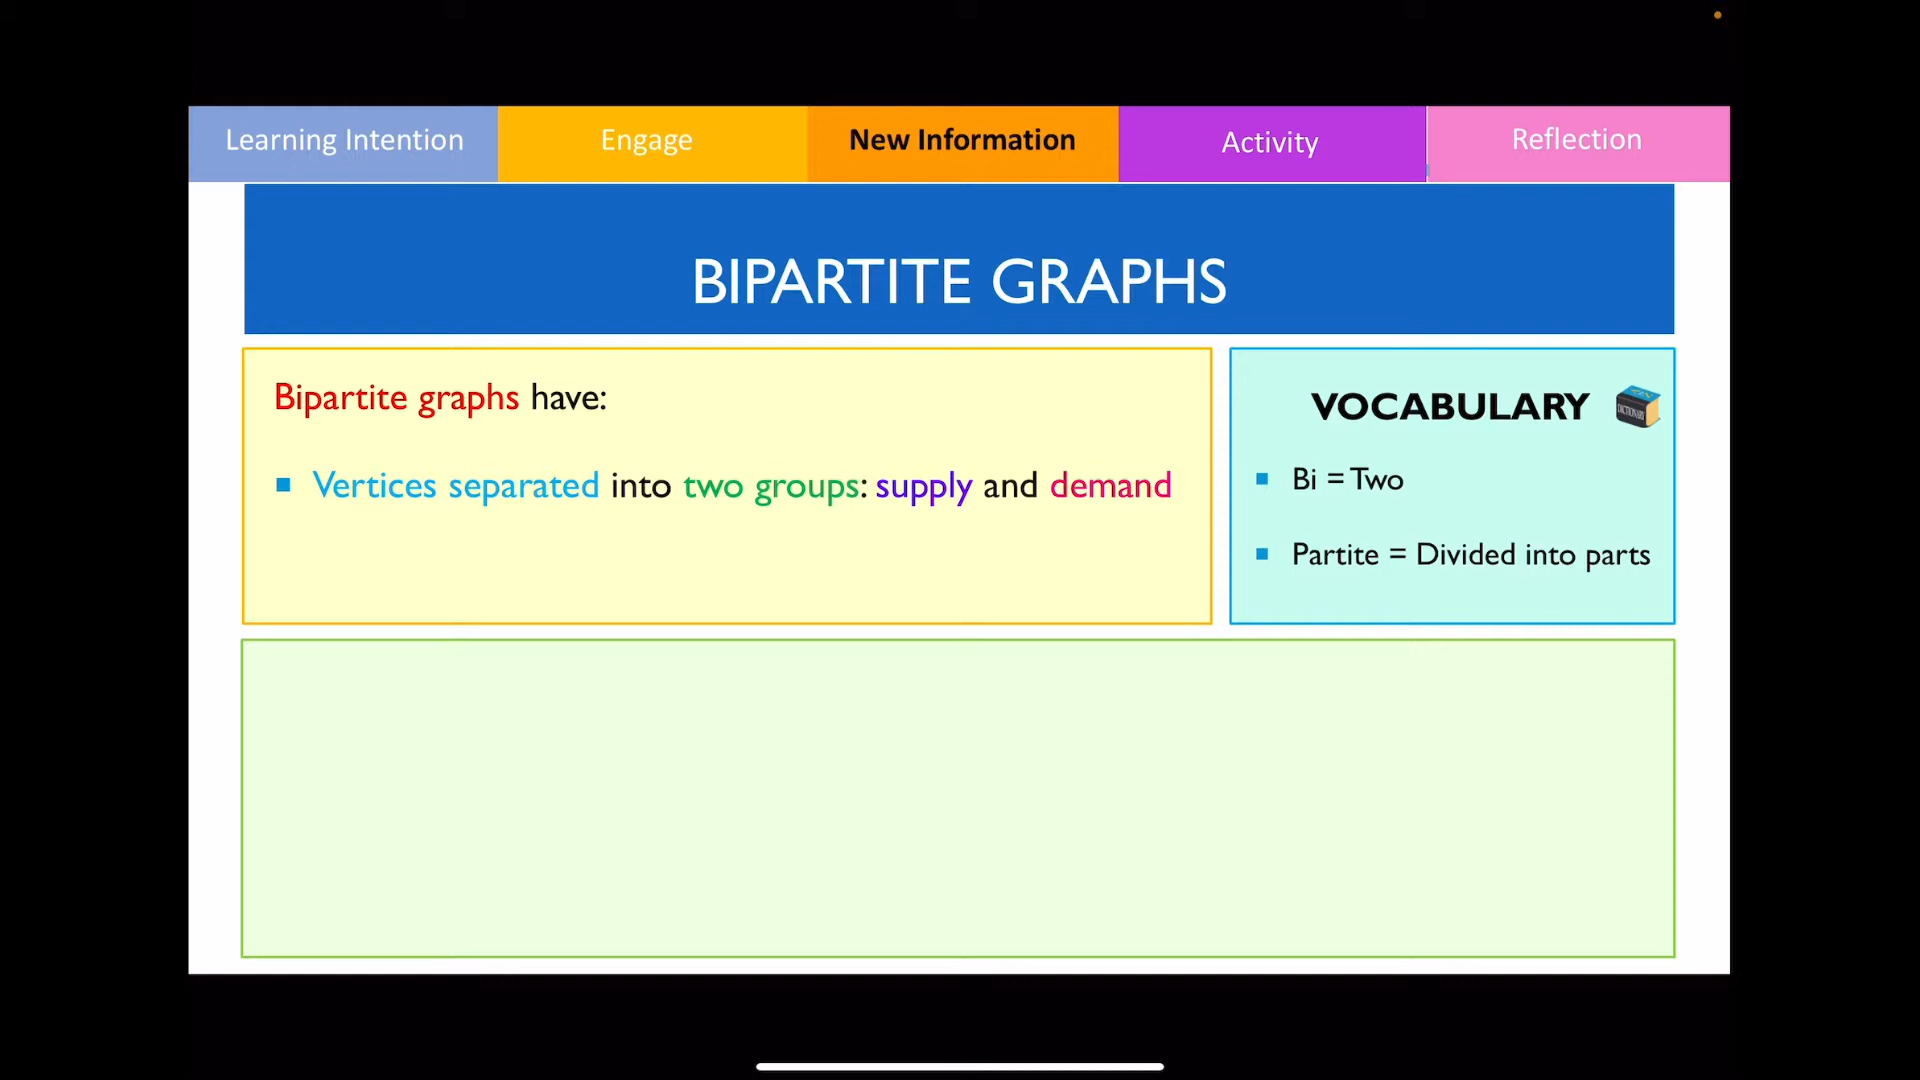 Learning Intention
Engage
New Information
Activity
Reflection
BIPARTITE GRAPHS
Bipartite graphs have:
Vertices separated into two groups: supply and demand
VOCABULARY
DICTIONARY
Bi = Two
Partite = Divided into parts